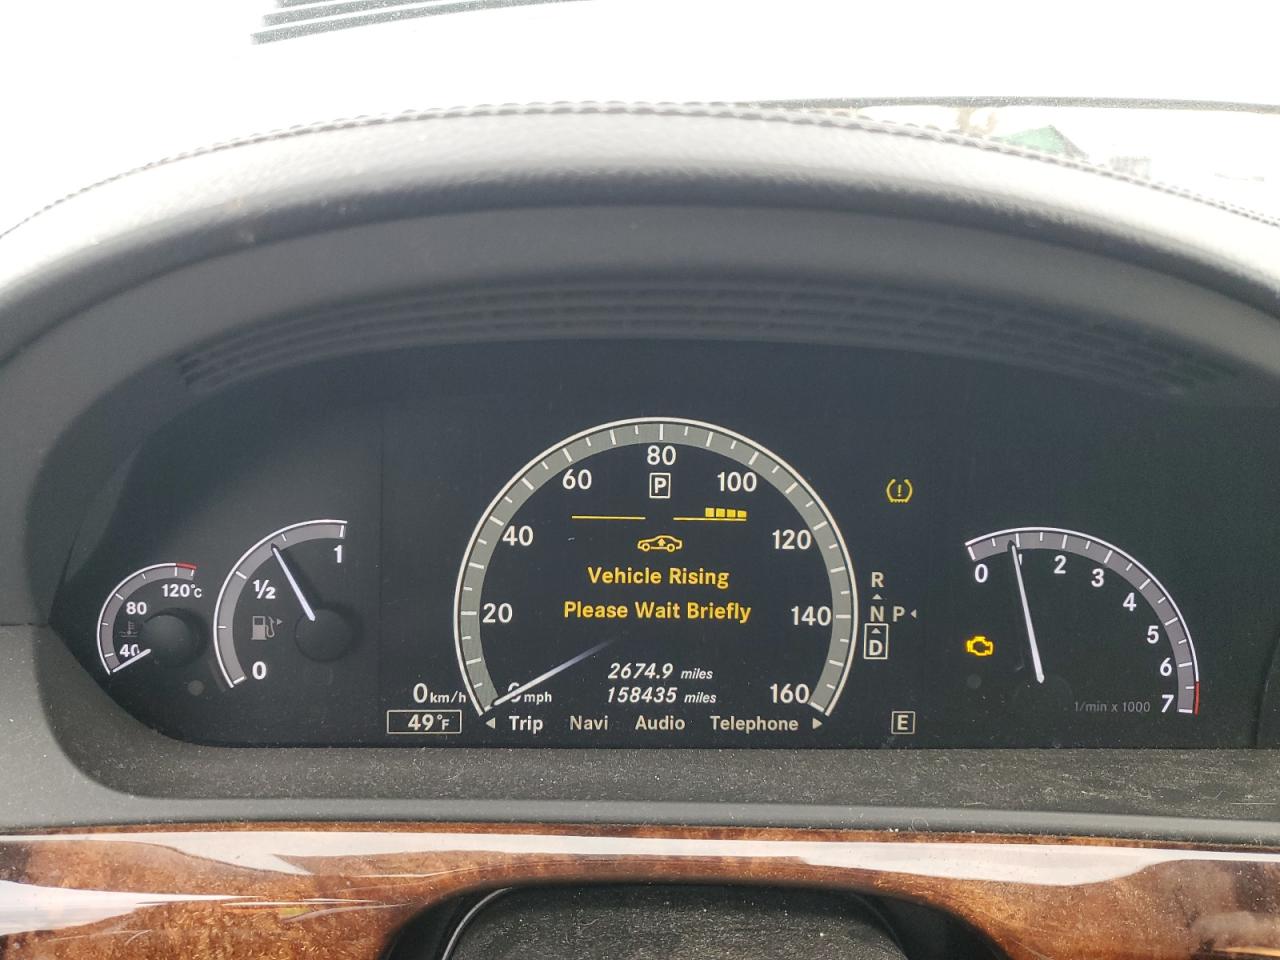 120°C
80
40
1
1/2
0
80
60
100
P
40
120
Vehicle Rising
Please Wait Briefly
20
140
2674.9 miles
158435 miles
0 km/h
mph
160
49°F
Trip Navi Audio Telephone
R
N P
D
E
0
1
2
3
4
5
6
7
1/min x 1000